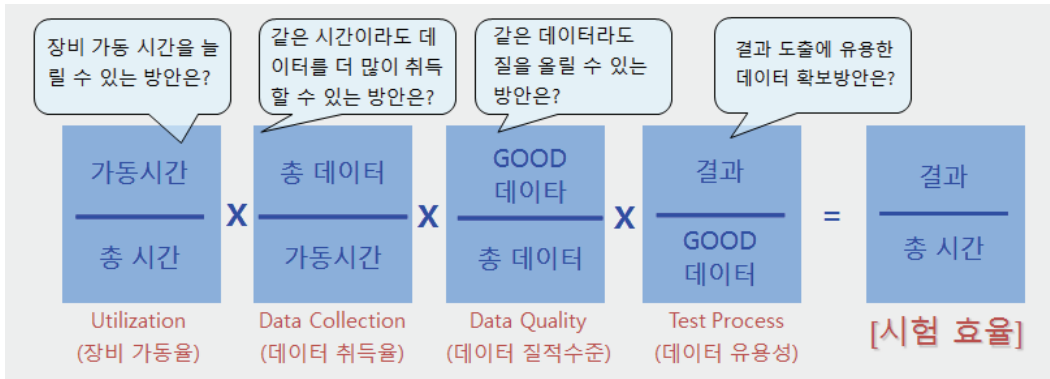 장비 가동 시간을 늘
릴 수 있는 방안은?
같은 시간이라도 데
이터를 더 많이 취득
할 수 있는 방안은?
같은 데이터라도
질을 올릴 수 있는
방안은?
결과 도출에 유용한
데이터 확보방안은?
가동시간
총 시간
X
총 데이터
가동시간
X
GOOD
데이타
총 데이터
X
결과
GOOD
데이터
=
결과
총 시간
Utilization
(장비 가동율)
Data Collection
(데이터 취득율)
Data Quality
(데이터 질적수준)
Test Process
(데이터 유용성)
[시험 효율]